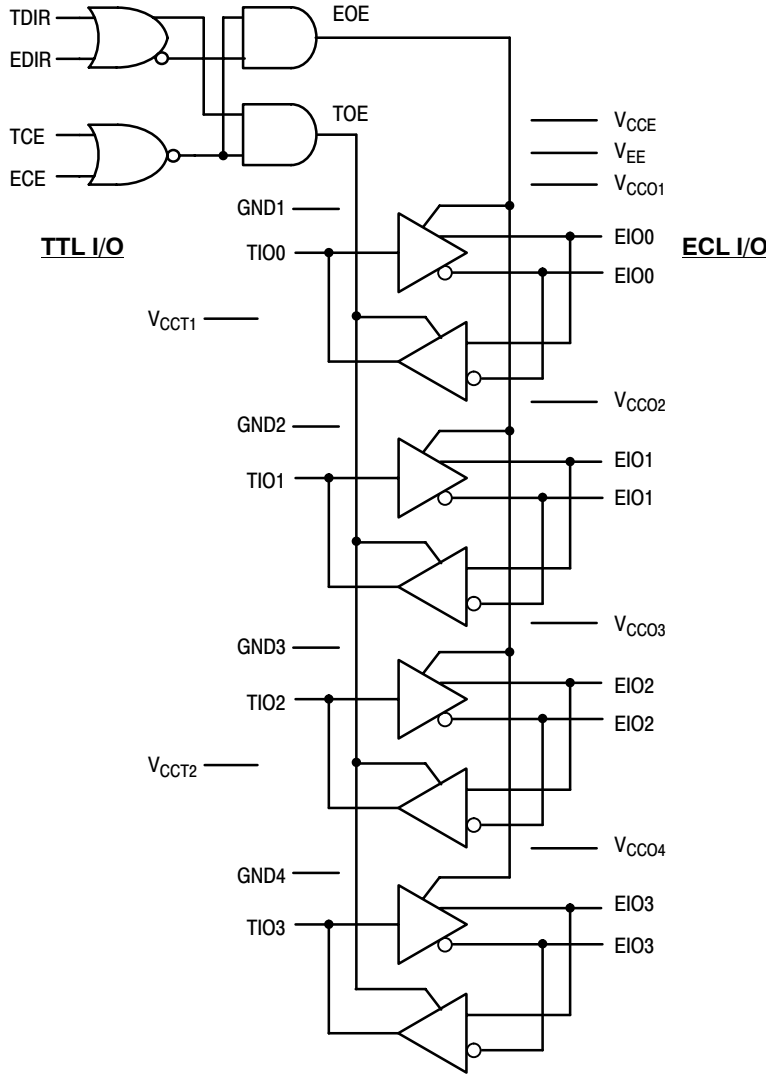 TDIR
EOE
EDIR
TOE
TCE
ECE
V_CCE
V_EE
V_CCO1
GND1
TTL I/O
TIO0
EIO0
ECL I/O
EIO0
V_CCT1
V_CCO2
GND2
TIO1
EIO1
EIO1
V_CCO3
GND3
TIO2
EIO2
EIO2
V_CCT2
V_CCO4
GND4
TIO3
EIO3
EIO3